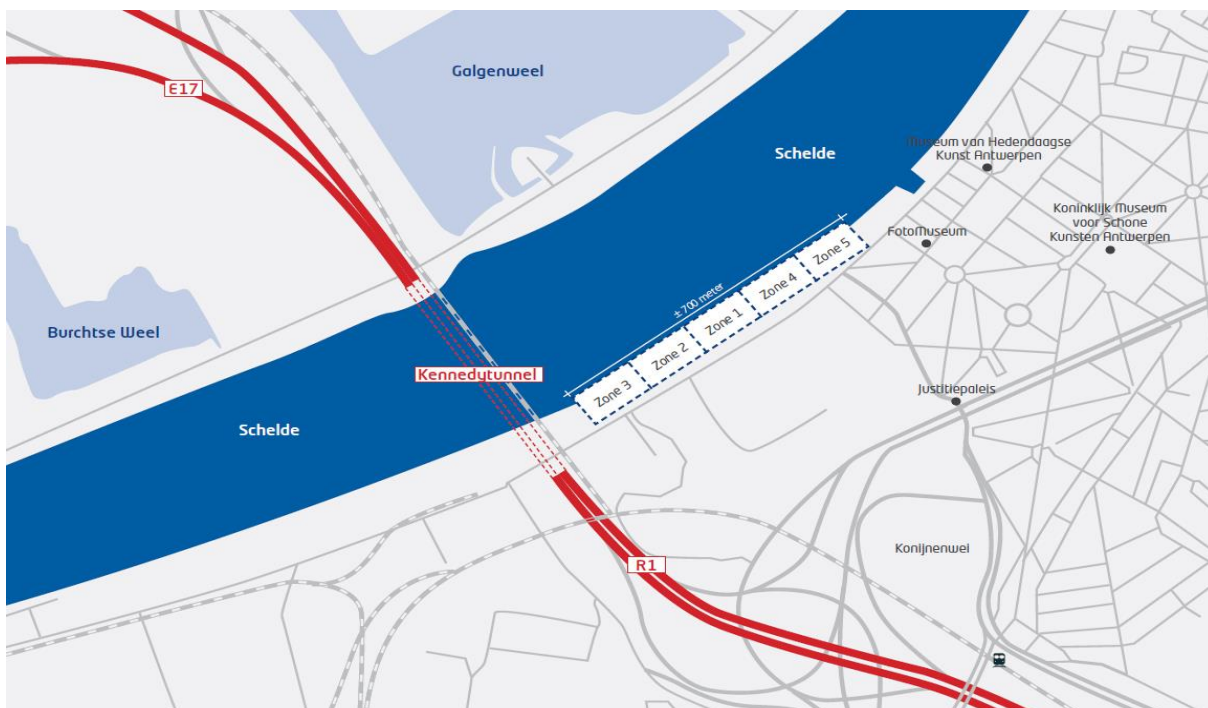 Galgenweel
E17
Schelde
Museum van Hedendaagse
Kunst Antwerpen
Koninklijk Museum
voor Schone
Kunsten Antwerpen
FotoMuseum
Zone 5
Zone 4
±700 meter
Zone 1
Zone 2
Zone 3
Burchtse Weel
Kennedytunnel
Justitiepaleis
Schelde
Konijnenwei
R1